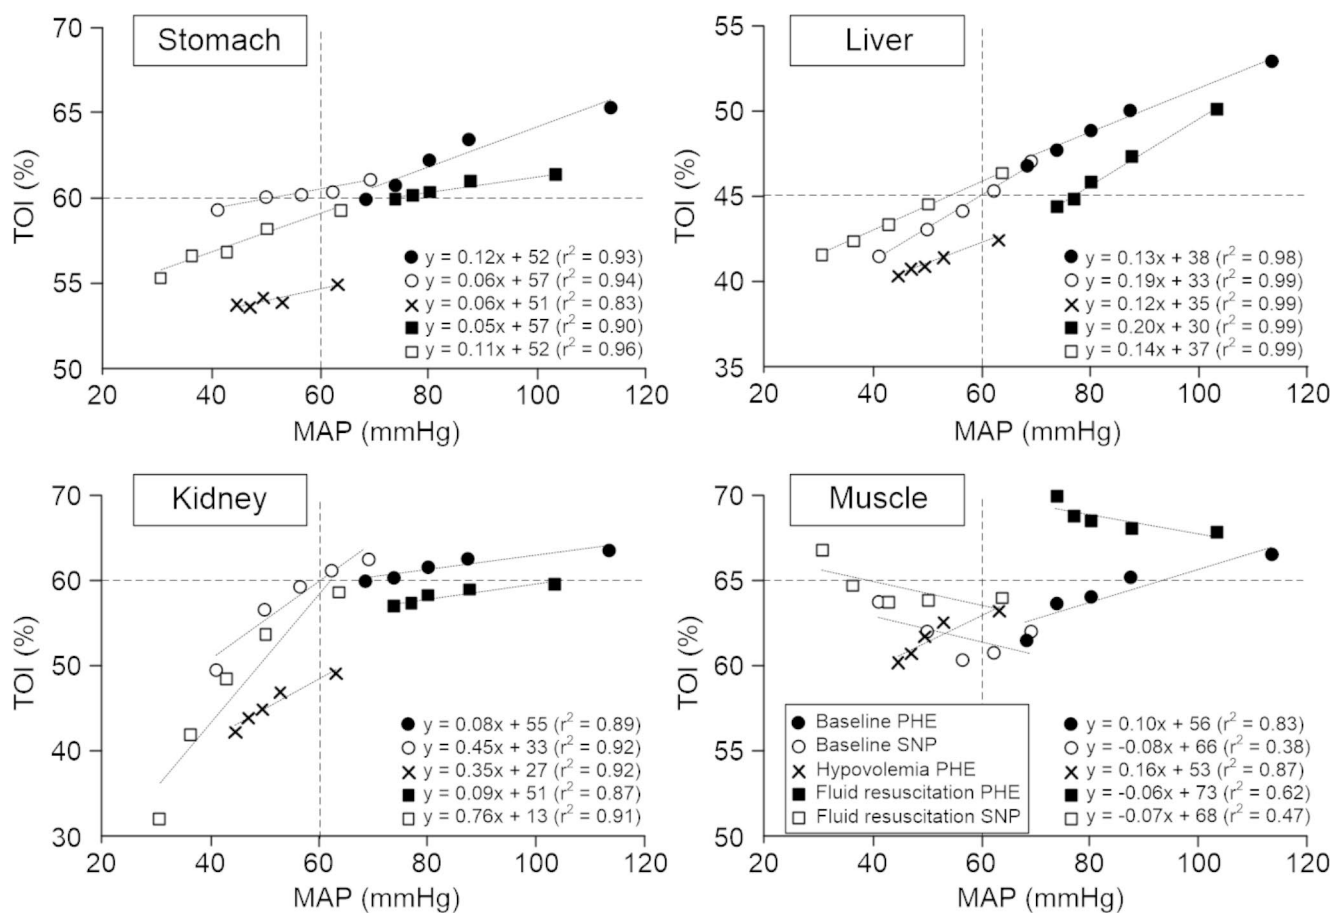 Stomach
70
65
60
55
50
TOI (%)
y = 0.12x + 52 (r² = 0.93)
y = 0.06x + 57 (r² = 0.94)
y = 0.06x + 51 (r² = 0.83)
y = 0.05x + 57 (r² = 0.90)
y = 0.11x + 52 (r² = 0.96)
20 40 60 80 100 120
MAP (mmHg)
Liver
55
50
45
40
35
TOI (%)
y = 0.13x + 38 (r² = 0.98)
y = 0.19x + 33 (r² = 0.99)
y = 0.12x + 35 (r² = 0.99)
y = 0.20x + 30 (r² = 0.99)
y = 0.14x + 37 (r² = 0.99)
20 40 60 80 100 120
MAP (mmHg)
Kidney
70
60
50
40
30
TOI (%)
y = 0.08x + 55 (r² = 0.89)
y = 0.45x + 33 (r² = 0.92)
y = 0.35x + 27 (r² = 0.92)
y = 0.09x + 51 (r² = 0.87)
y = 0.76x + 13 (r² = 0.91)
20 40 60 80 100 120
MAP (mmHg)
Muscle
70
65
60
55
50
TOI (%)
Baseline PHE
Baseline SNP
Hypovolemia PHE
Fluid resuscitation PHE
Fluid resuscitation SNP
y = 0.10x + 56 (r² = 0.83)
y = -0.08x + 66 (r² = 0.38)
y = 0.16x + 53 (r² = 0.87)
y = -0.06x + 73 (r² = 0.62)
y = -0.07x + 68 (r² = 0.47)
20 40 60 80 100 120
MAP (mmHg)